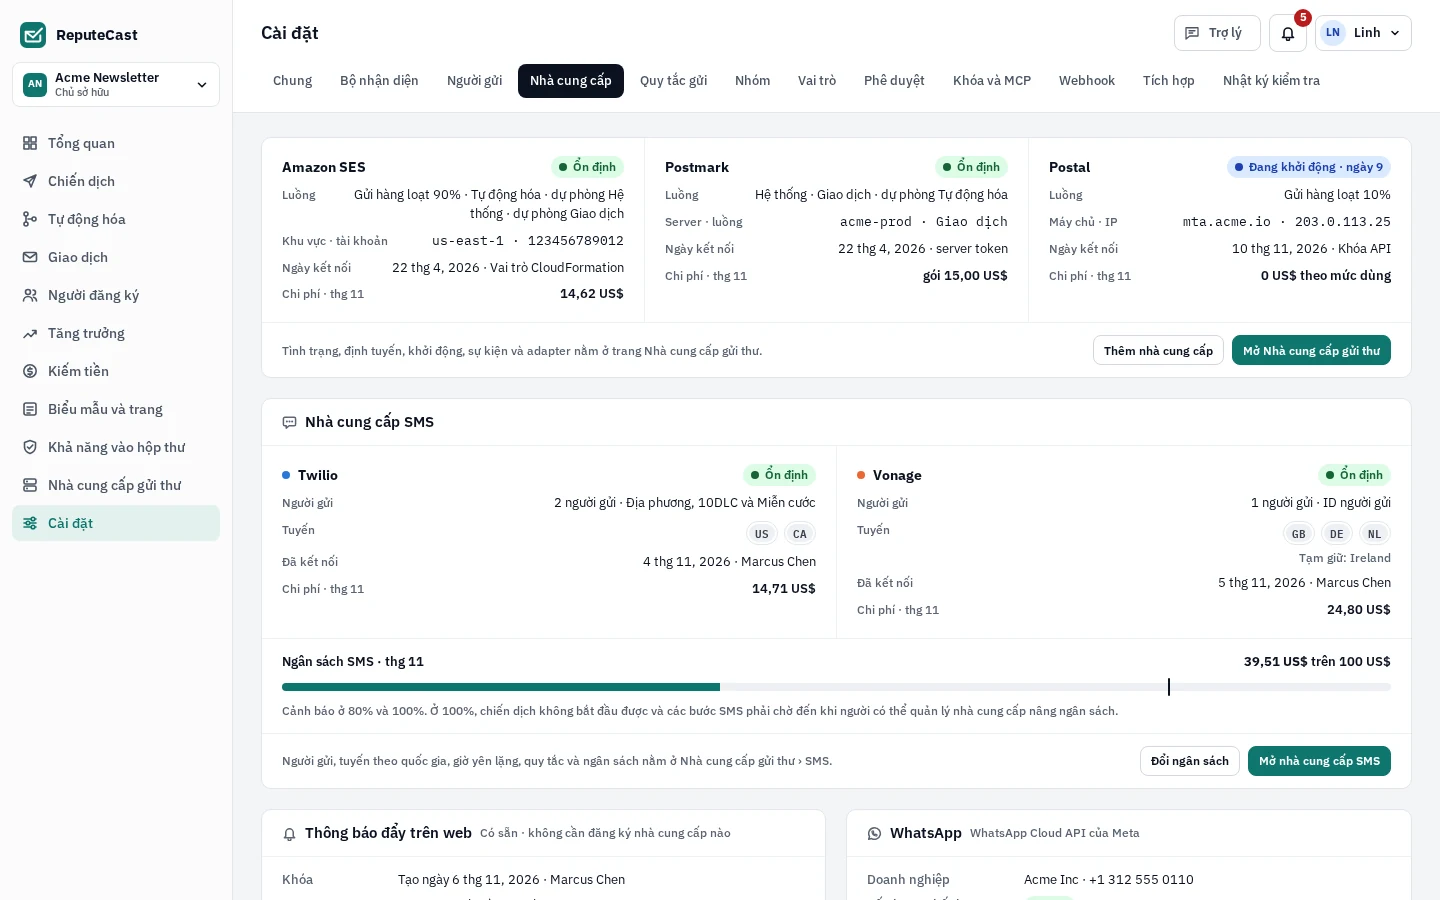 ReputeCast
AN
Acme Newsletter
Chủ sở hữu
Tổng quan
Chiến dịch
Tự động hóa
Giao dịch
Người đăng ký
Tăng trưởng
Kiếm tiền
Biểu mẫu và trang
Khả năng vào hộp thư
Nhà cung cấp gửi thư
Cài đặt
Cài đặt
Trợ lý
5
LN
Linh
Chung
Bộ nhận diện
Người gửi
Nhà cung cấp
Quy tắc gửi
Nhóm
Vai trò
Phê duyệt
Khóa và MCP
Webhook
Tích hợp
Nhật ký kiểm tra
Amazon SES
Ổn định
Luồng
Gửi hàng loạt 90% · Tự động hóa · dự phòng Hệ
thống · dự phòng Giao dịch
Khu vực · tài khoản
us-east-1 · 123456789012
Ngày kết nối
22 thg 4, 2026 · Vai trò CloudFormation
Chi phí · thg 11
14,62 US$
Postmark
Ổn định
Luồng
Hệ thống · Giao dịch · dự phòng Tự động hóa
Server · luồng
acme-prod · Giao dịch
Ngày kết nối
22 thg 4, 2026 · server token
Chi phí · thg 11
gói 15,00 US$
Postal
Đang khởi động · ngày 9
Luồng
Gửi hàng loạt 10%
Máy chủ · IP
mta.acme.io · 203.0.113.25
Ngày kết nối
10 thg 11, 2026 · Khóa API
Chi phí · thg 11
0 US$ theo mức dùng
Tình trạng, định tuyến, khởi động, sự kiện và adapter nằm ở trang Nhà cung cấp gửi thư.
Thêm nhà cung cấp
Mở Nhà cung cấp gửi thư
Nhà cung cấp SMS
Twilio
Ổn định
Người gửi
2 người gửi · Địa phương, 10DLC và Miễn cước
Tuyến
US
CA
Đã kết nối
4 thg 11, 2026 · Marcus Chen
Chi phí · thg 11
14,71 US$
Vonage
Ổn định
Người gửi
1 người gửi · ID người gửi
Tuyến
GB
DE
NL
Tạm giữ: Ireland
Đã kết nối
5 thg 11, 2026 · Marcus Chen
Chi phí · thg 11
24,80 US$
Ngân sách SMS · thg 11
39,51 US$ trên 100 US$
Cảnh báo ở 80% và 100%. Ở 100%, chiến dịch không bắt đầu được và các bước SMS phải chờ đến khi người có thể quản lý nhà cung cấp nâng ngân sách.
Người gửi, tuyến theo quốc gia, giờ yên lặng, quy tắc và ngân sách nằm ở Nhà cung cấp gửi thư › SMS.
Đổi ngân sách
Mở nhà cung cấp SMS
Thông báo đẩy trên web
Có sẵn · không cần đăng ký nhà cung cấp nào
Khóa
Tạo ngày 6 thg 11, 2026 · Marcus Chen
WhatsApp
WhatsApp Cloud API của Meta
Doanh nghiệp
Acme Inc · +1 312 555 0110